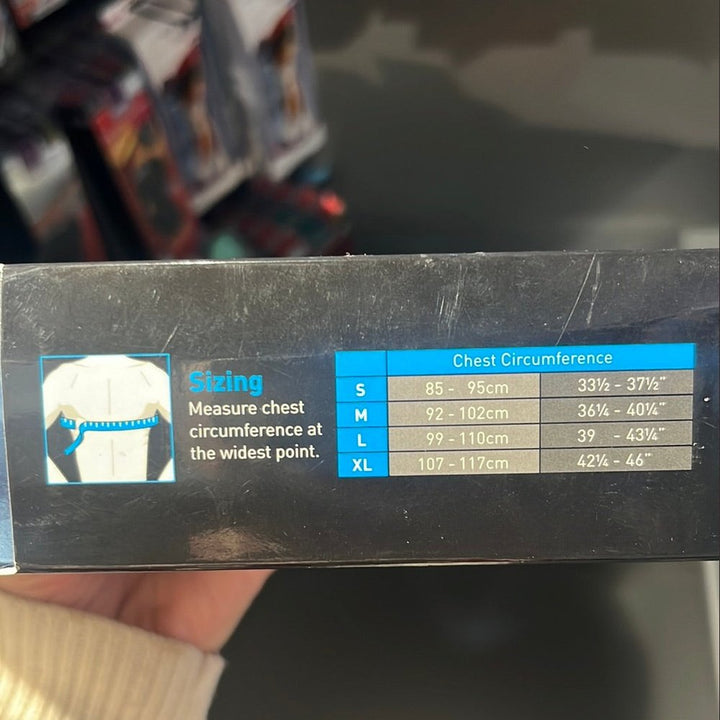 Sizing
Measure chest
circumference at
the widest point.
Chest Circumference
S 85 - 95cm 33½ - 37½"
M 92 - 102cm 36¼ - 40¼"
L 99 - 110cm 39 - 43¼"
XL 107 - 117cm 42¼ - 46"